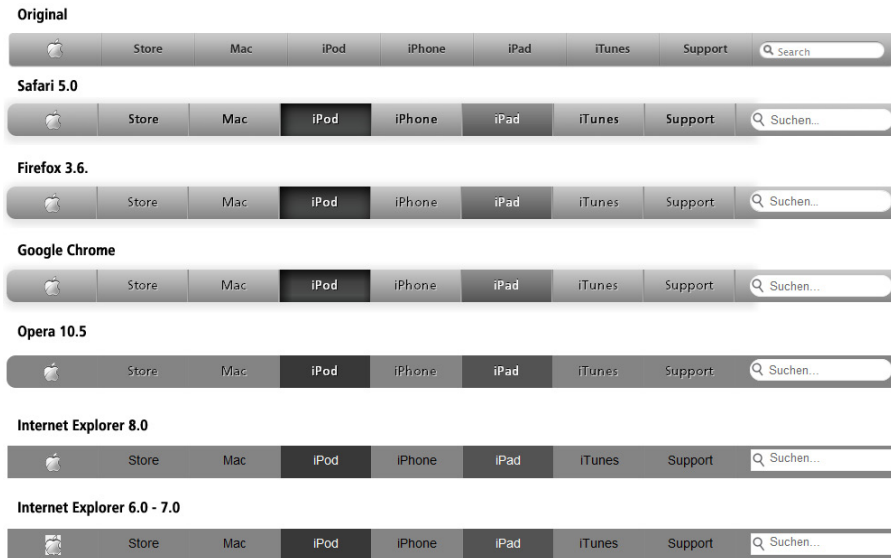 Original
Store Mac iPod iPhone iPad iTunes Support Search
Safari 5.0
Store Mac iPod iPhone iPad iTunes Support Suchen...
Firefox 3.6.
Store Mac iPod iPhone iPad iTunes Support Suchen...
Google Chrome
Store Mac iPod iPhone iPad iTunes Support Suchen...
Opera 10.5
Store Mac iPod iPhone iPad iTunes Support Suchen...
Internet Explorer 8.0
Store Mac iPod iPhone iPad iTunes Support Suchen...
Internet Explorer 6.0 - 7.0
Store Mac iPod iPhone iPad iTunes Support Suchen...